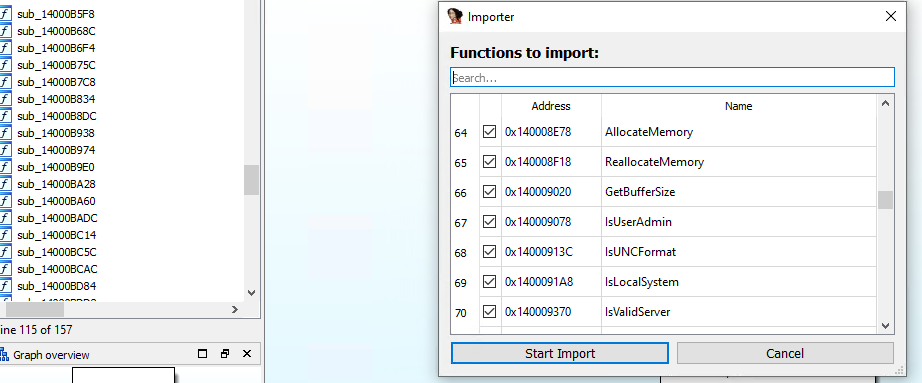 sub_14000B5F8
sub_14000B68C
sub_14000B6F4
sub_14000B75C
sub_14000B7C8
sub_14000B834
sub_14000B8DC
sub_14000B938
sub_14000B974
sub_14000B9E0
sub_14000BA28
sub_14000BA60
sub_14000BADC
sub_14000BC14
sub_14000BC5C
sub_14000BCAC
sub_14000BD84
ine 115 of 157
Graph overview
Importer
Functions to import:
Search...
Address Name
64 0x140008E78 AllocateMemory
65 0x140008F18 ReallocateMemory
66 0x140009020 GetBufferSize
67 0x140009078 IsUserAdmin
68 0x14000913C IsUNCFormat
69 0x1400091A8 IsLocalSystem
70 0x140009370 IsValidServer
Start Import Cancel